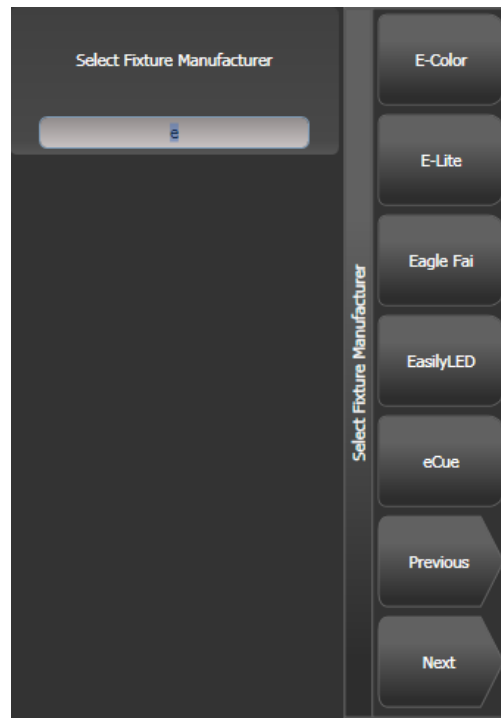 Select Fixture Manufacturer
e
Select Fixture Manufacturer
E-Color
E-Lite
Eagle Fai
EasilyLED
eCue
Previous
Next